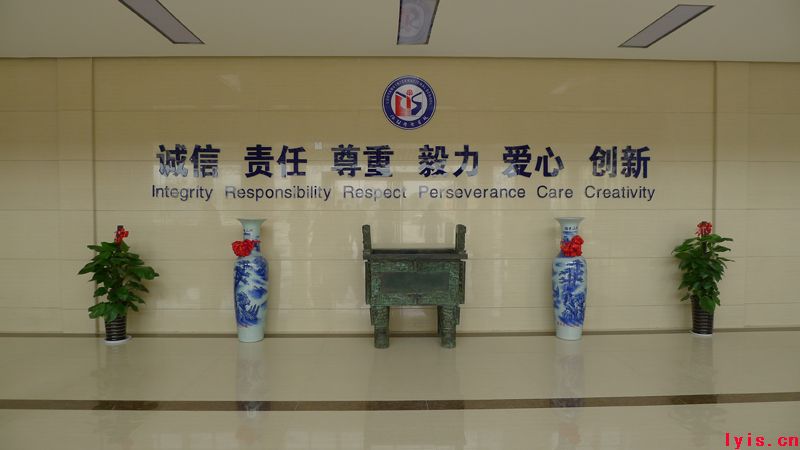 诚信 责任 尊重 毅力 爱心 创新
Integrity Responsibility Respect Perseverance Care Creativity
lyis.cn